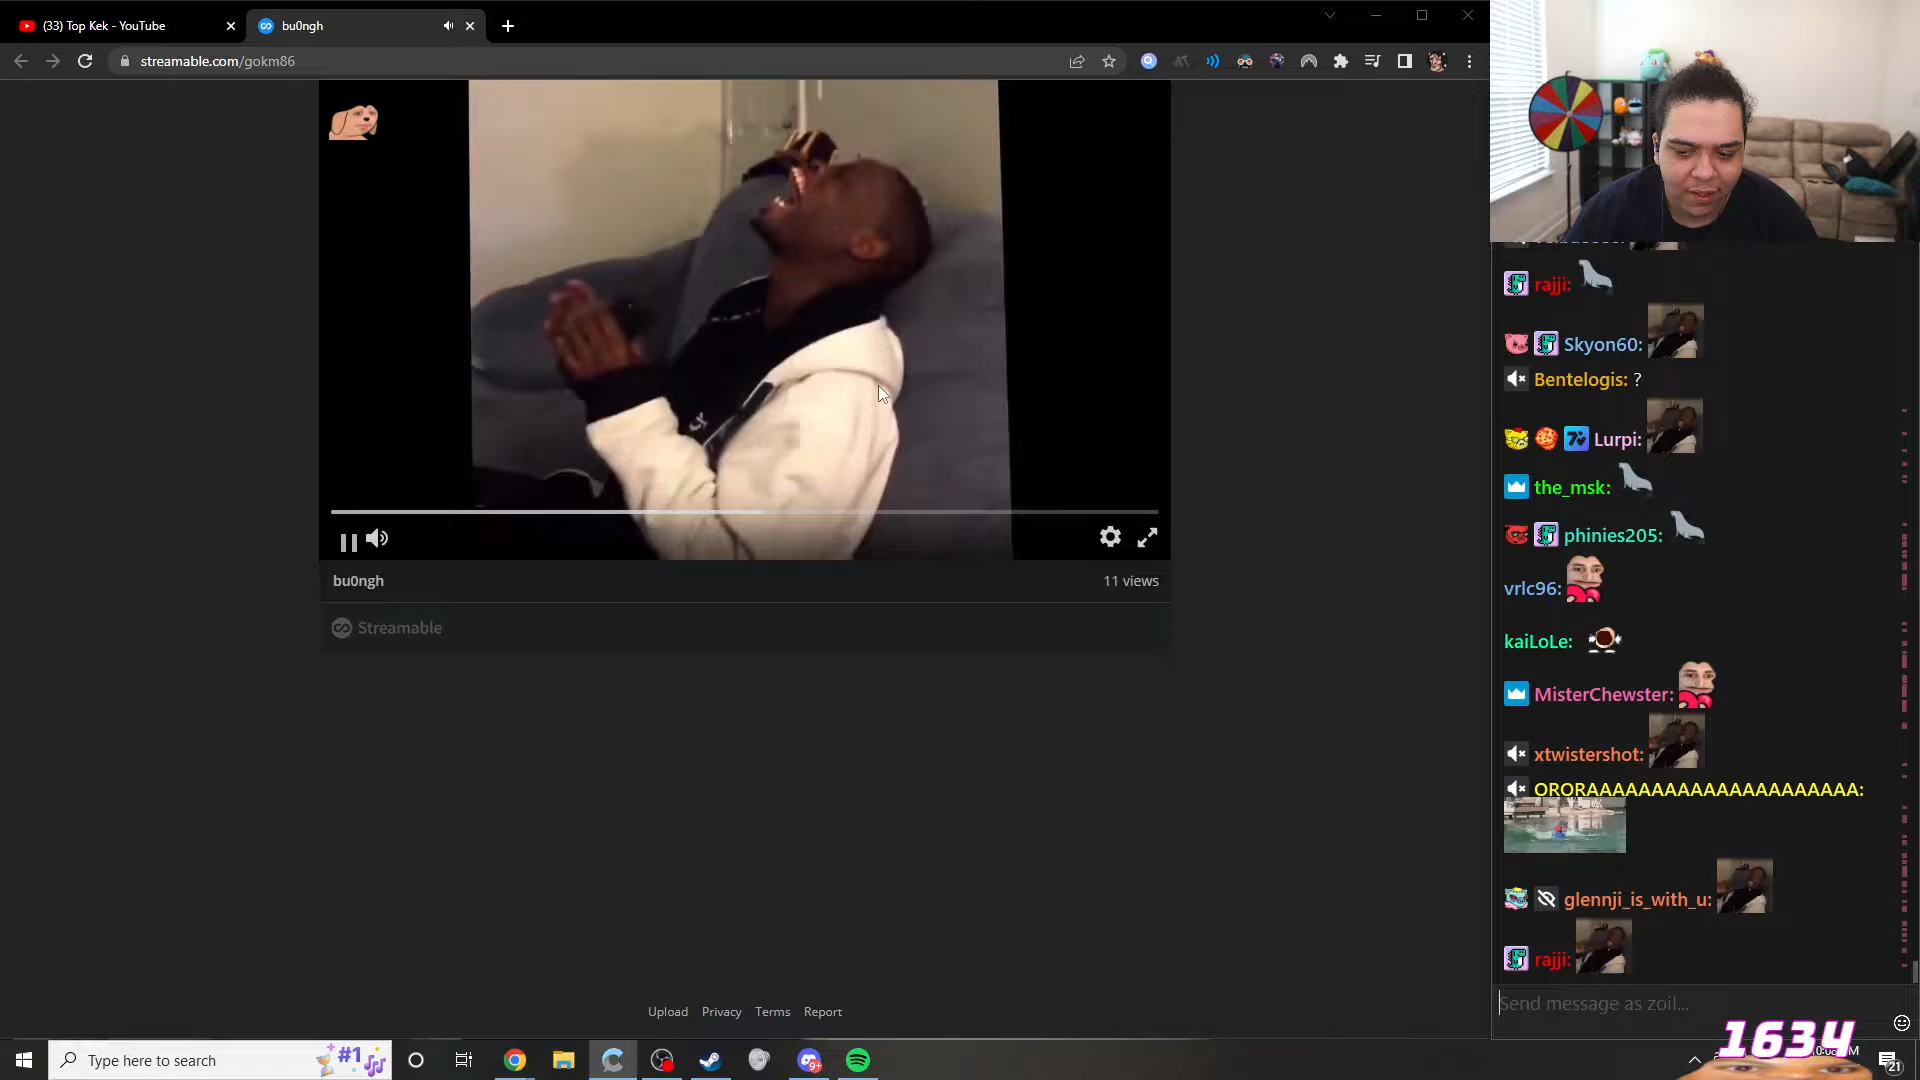 (33) Top Kek - YouTube
bu0ngh
streamable.com/gokm86
rajji:
Skyon60:
Bentelogis: ?
Lurpi:
the_msk:
phinies205:
vrlc96:
kaiLoLe:
MisterChewster:
xtwistershot:
ORORAAAAAAAAAAAAAAAAAAAAA:
glennji_is_with_u:
rajji:
Send message as zoil...
bu0ngh
11 views
Streamable
Upload Privacy Terms Report
Type here to search
#1
9+
1634
21